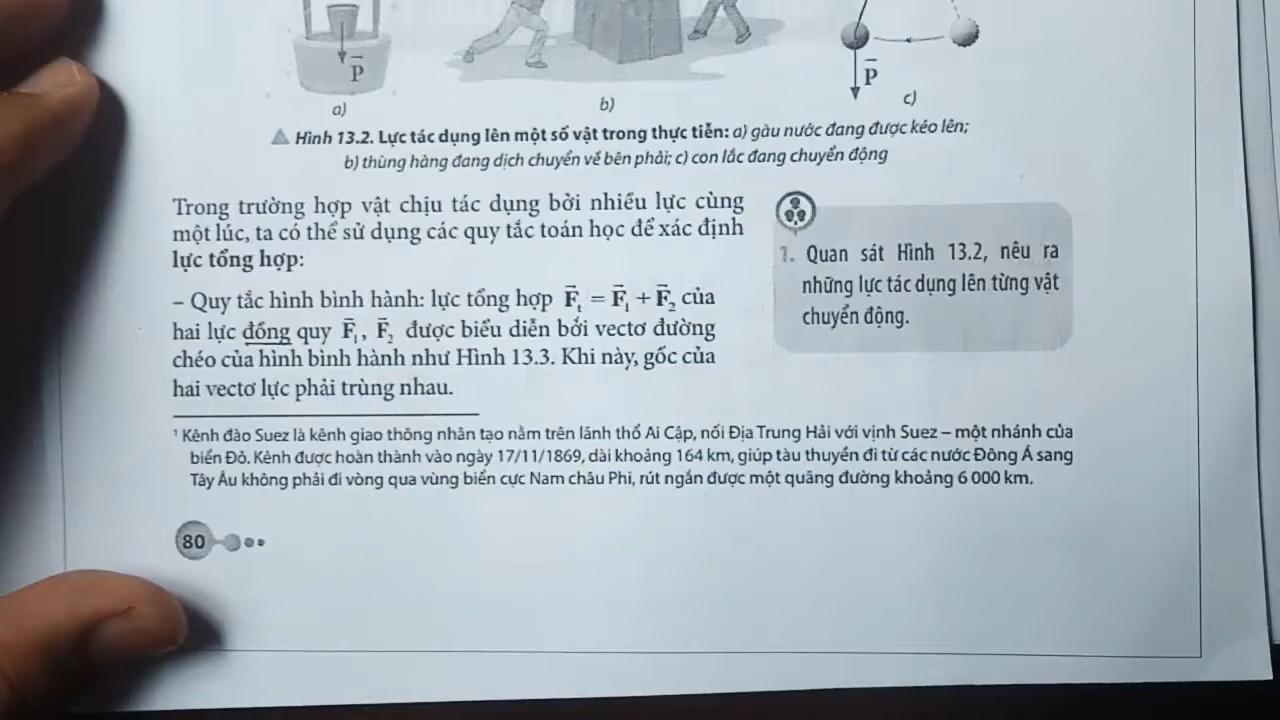 P
P
a)
b)
c)
Hình 13.2. Lực tác dụng lên một số vật trong thực tiễn: a) gàu nước đang được kéo lên;
b) thùng hàng đang dịch chuyển về bên phải; c) con lắc đang chuyển động
Trong trường hợp vật chịu tác dụng bởi nhiều lực cùng
một lúc, ta có thể sử dụng các quy tắc toán học để xác định
lực tổng hợp:
– Quy tắc hình bình hành: lực tổng hợp F⃗ₜ = F⃗₁ + F⃗₂ của
hai lực đồng quy F⃗₁, F⃗₂ được biểu diễn bởi vectơ đường
chéo của hình bình hành như Hình 13.3. Khi này, gốc của
hai vectơ lực phải trùng nhau.
1. Quan sát Hình 13.2, nêu ra
những lực tác dụng lên từng vật
chuyển động.
¹ Kênh đào Suez là kênh giao thông nhân tạo nằm trên lãnh thổ Ai Cập, nối Địa Trung Hải với vịnh Suez – một nhánh của
biển Đỏ. Kênh được hoàn thành vào ngày 17/11/1869, dài khoảng 164 km, giúp tàu thuyền đi từ các nước Đông Á sang
Tây Âu không phải đi vòng qua vùng biển cực Nam châu Phi, rút ngắn được một quãng đường khoảng 6 000 km.
80